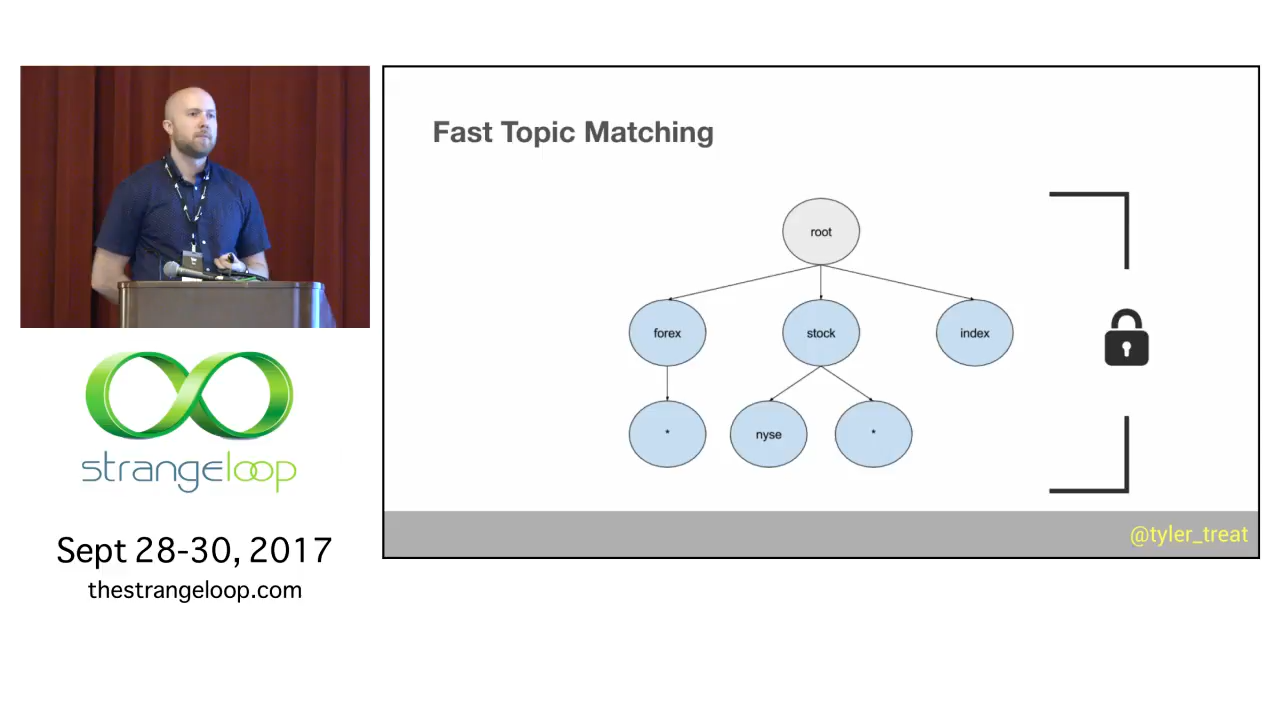 Fast Topic Matching
root
forex
stock
index
*
nyse
*
@tyler_treat
strangeloop
Sept 28-30, 2017
thestrangeloop.com